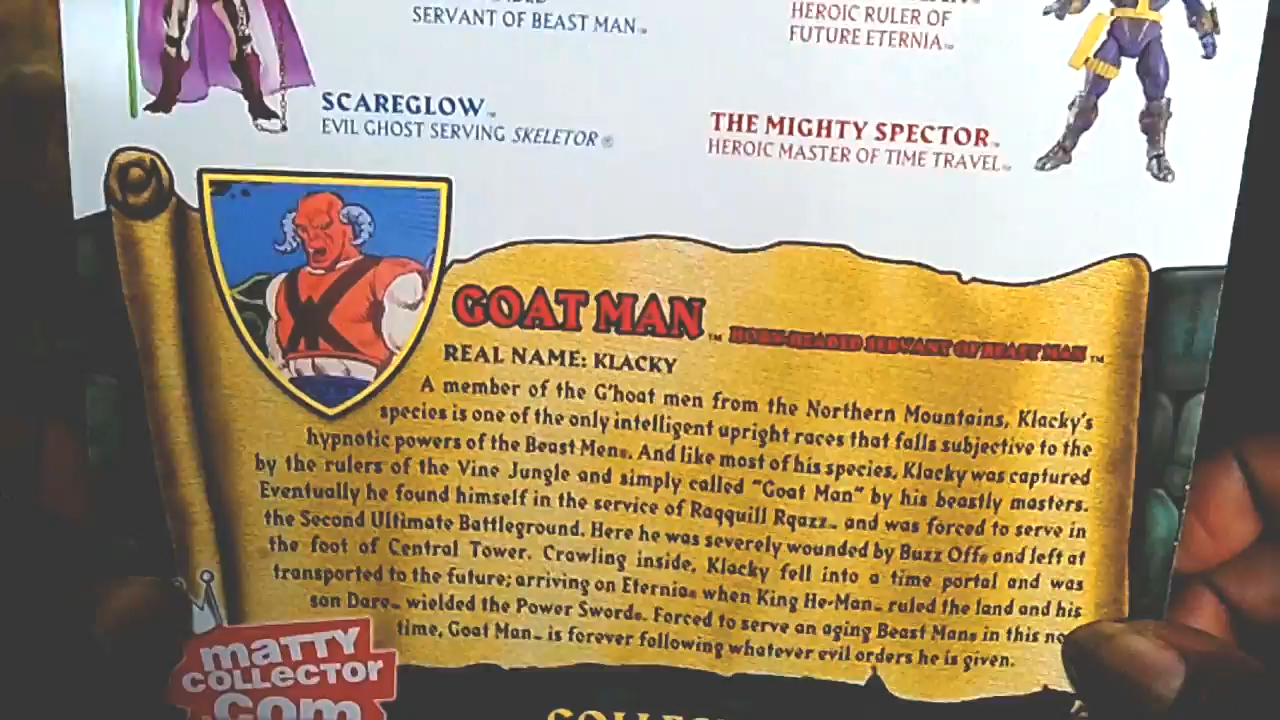 SERVANT OF BEAST MAN™
HEROIC RULER OF
FUTURE ETERNIA™
SCAREGLOW™
EVIL GHOST SERVING SKELETOR®
THE MIGHTY SPECTOR™
HEROIC MASTER OF TIME TRAVEL™
GOAT MAN™ HORN-HEADED SERVANT OF BEAST MAN™
REAL NAME: KLACKY
A member of the G'hoat men from the Northern Mountains, Klacky's
species is one of the only intelligent upright races that falls subjective to the
hypnotic powers of the Beast Men®. And like most of his species, Klacky was captured
by the rulers of the Vine Jungle and simply called "Goat Man" by his beastly masters.
Eventually he found himself in the service of Raqquill Rqazz™ and was forced to serve in
the Second Ultimate Battleground. Here he was severely wounded by Buzz Off® and left at
the foot of Central Tower. Crawling inside, Klacky fell into a time portal and was
transported to the future; arriving on Eternia® when King He-Man™ ruled the land and his
son Dare™ wielded the Power Sword®. Forced to serve an aging Beast Man® in this
time, Goat Man™ is forever following whatever evil orders he is given.
MATTY
COLLECTOR
.com